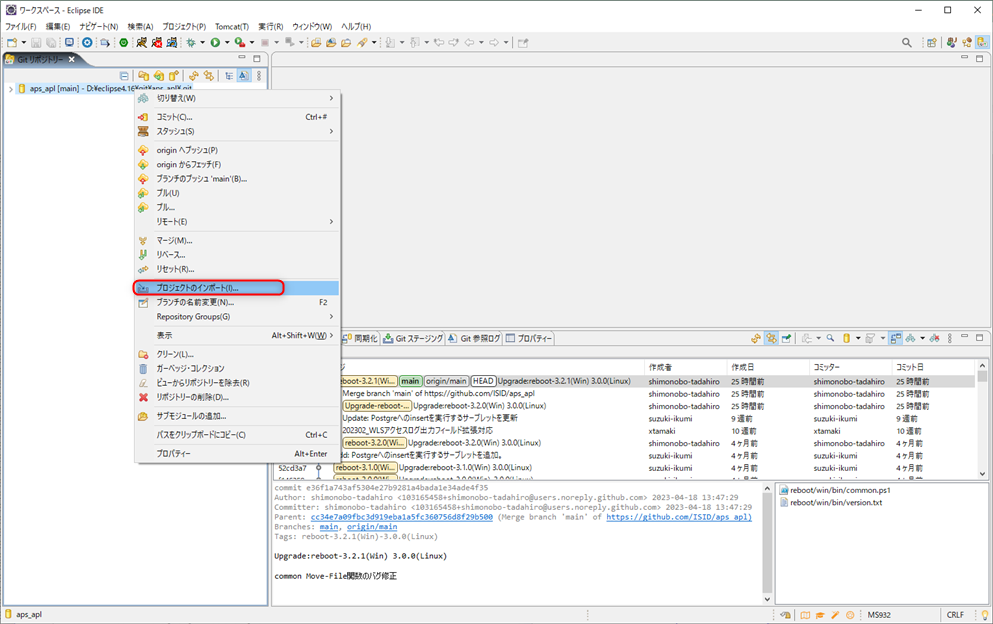 ワークスペース - Eclipse IDE
ファイル(F) 編集(E) ナビゲート(N) 検索(A) プロジェクト(P) Tomcat(T) 実行(R) ウィンドウ(W) ヘルプ(H)
Git リポジトリー
aps_apl [main] - D:¥eclipse4.16¥git¥aps_apl¥.git
切り替え(W)
コミット(C)... Ctrl+#
スタッシュ(S)
origin へプッシュ(P)
origin からフェッチ(F)
ブランチのプッシュ 'main'(B)...
プル(U)
プル...
リモート(E)
マージ(M)...
リベース...
リセット(R)...
プロジェクトのインポート(I)...
ブランチの名前変更(N)... F2
Repository Groups(G)
表示 Alt+Shift+W(W)
クリーン(L)...
ガーベッジ・コレクション
ビューからリポジトリーを除去(R)
リポジトリーの削除(D)...
サブモジュールの追加...
パスをクリップボードにコピー(C) Ctrl+C
プロパティー Alt+Enter
同期化 Git ステージング Git 参照ログ プロパティー
作成者 作成日 コミッター コミット日
eboot-3.2.1(Wi... main origin/main HEAD Upgrade:reboot-3.2.1(Win) 3.0.0(Linux) shimonobo-tadahiro 25 時間前 shimonobo-tadahiro 25 時間前
Merge branch 'main' of https://github.com/ISID/aps_apl shimonobo-tadahiro 25 時間前 shimonobo-tadahiro 25 時間前
Upgrade-reboot-... Upgrade:reboot-3.2.1(Win) 3.0.0(Linux) shimonobo-tadahiro 25 時間前 shimonobo-tadahiro 25 時間前
Update: Postgreへのinsertを実行するサーブレットを更新 suzuki-ikumi 9 週前 suzuki-ikumi 9 週前
202302_WLSアクセスログ出力フィールド拡張対応 xtamaki 10 週前 xtamaki 10 週前
reboot-3.2.0(Wi... Upgrade:reboot-3.2.0(Win) 3.0.0(Linux) shimonobo-tadahiro 4 ヶ月前 shimonobo-tadahiro 4 ヶ月前
dd: Postgreへのinsertを実行するサーブレットを追加。 suzuki-ikumi 4 ヶ月前 suzuki-ikumi 4 ヶ月前
52cd3a7 reboot-3.1.0(Wi... Upgrade:reboot-3.1.0(Win) 3.0.0(Linux) suzuki-ikumi 4 ヶ月前 suzuki-ikumi 4 ヶ月前
commit e36f1a743af5304e27b9281a4bada1e34ade4f35
Author: shimonobo-tadahiro <103165458+shimonobo-tadahiro@users.noreply.github.com> 2023-04-18 13:47:29
Committer: shimonobo-tadahiro <103165458+shimonobo-tadahiro@users.noreply.github.com> 2023-04-18 13:47:29
Parent: cc34e7a09fbc3d919eba1a5fc360756d8f29b500 (Merge branch 'main' of https://github.com/ISID/aps_apl)
Branches: main, origin/main
Tags: reboot-3.2.1(Win)-3.0.0(Linux)
Upgrade:reboot-3.2.1(Win) 3.0.0(Linux)
common Move-File関数のバグ修正
reboot/win/bin/common.ps1
reboot/win/bin/version.txt
aps_apl MS932 CRLF